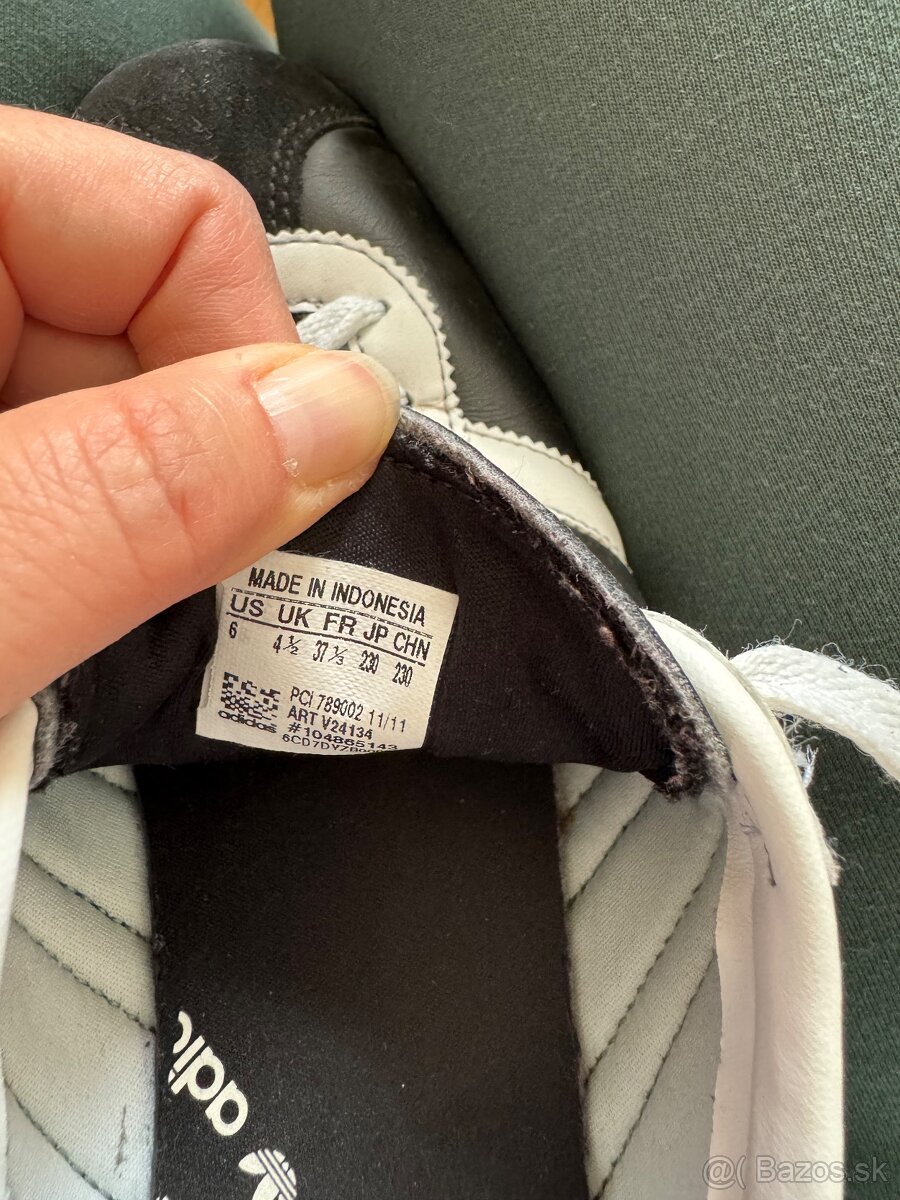 MADE IN INDONESIA
US UK FR JP CHN
6 4½ 37⅓ 230 230
PCI 789002 11/11
ART V24134
adidas #104865143
adi
@( Bazos.sk